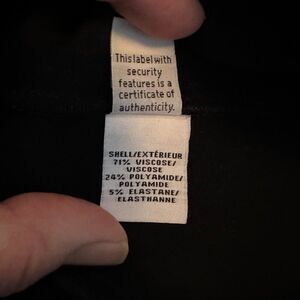 This label with
security
features is a
certificate of
authenticity.
SHELL/EXTÉRIEUR
71% VISCOSE/
VISCOSE
24% POLYAMIDE/
POLYAMIDE
5% ELASTANE/
ELASTHANNE